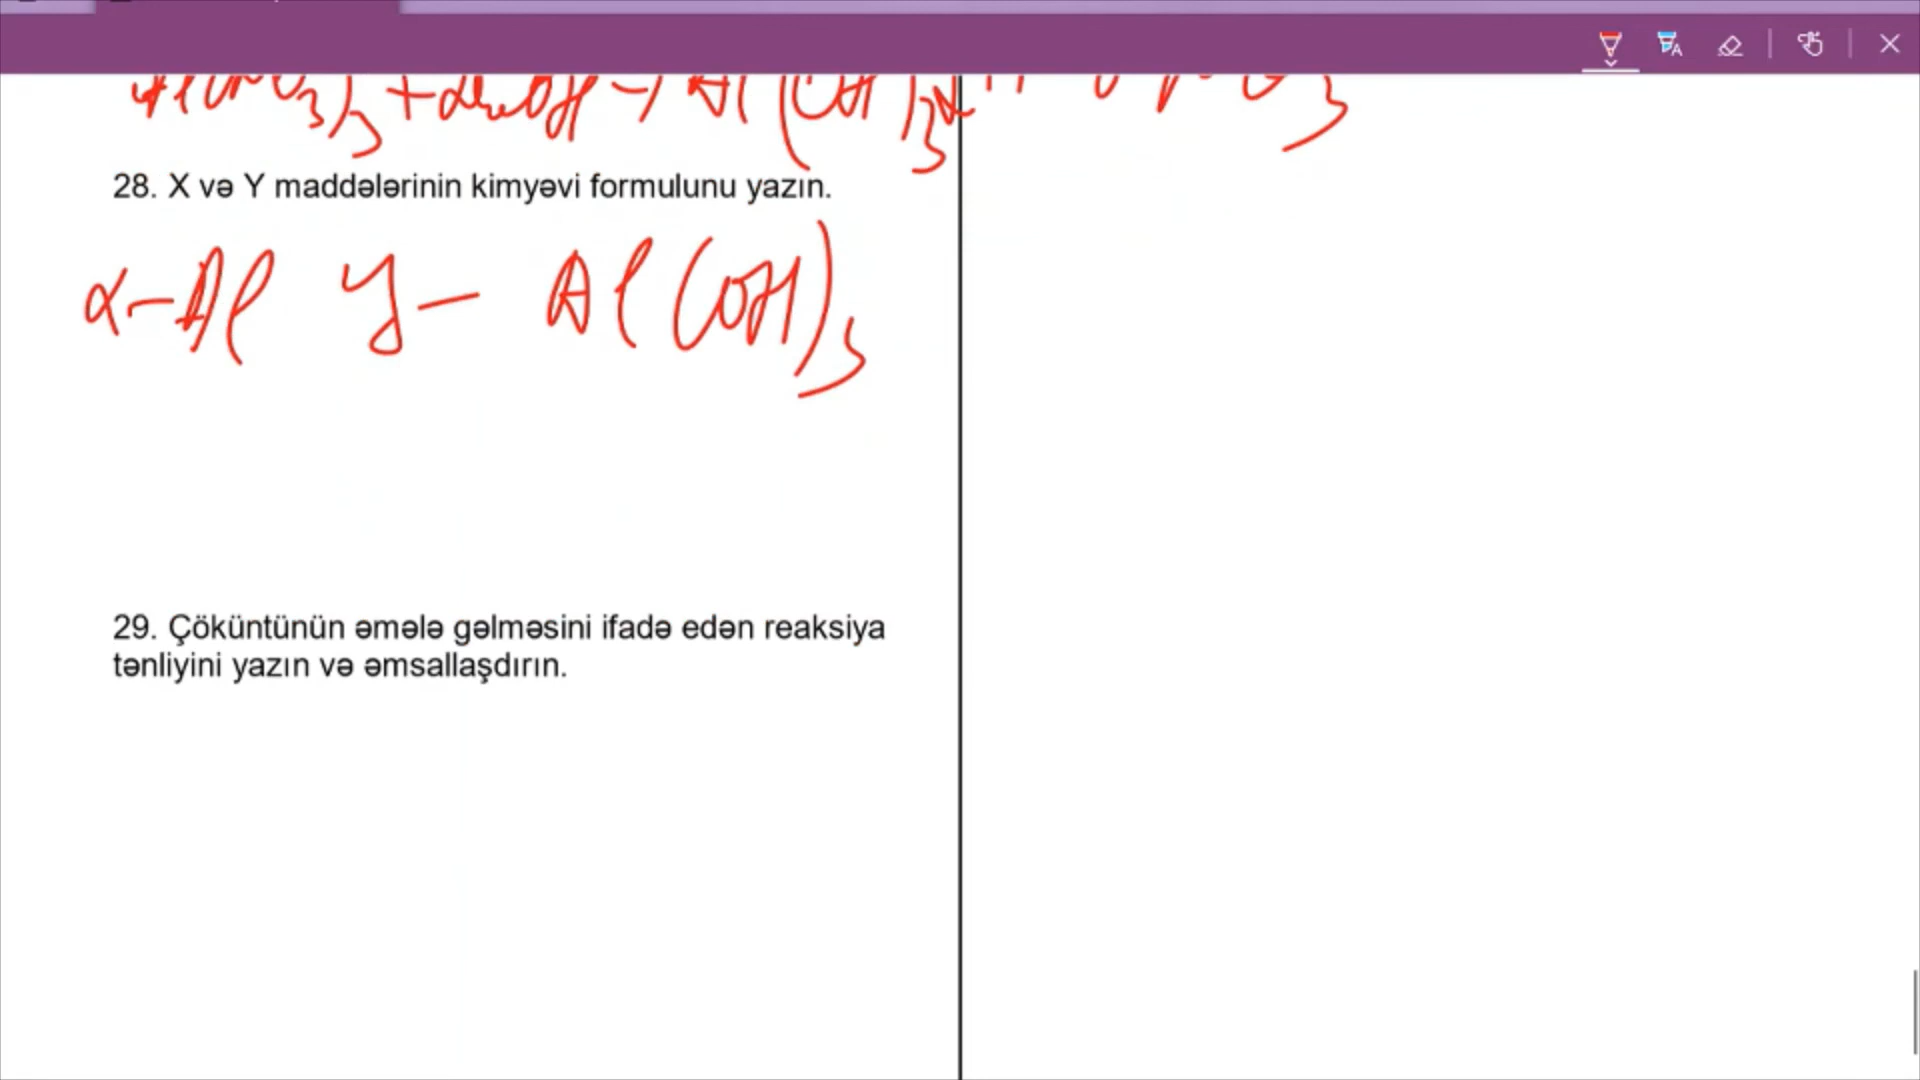 28. X və Y maddələrinin kimyəvi formulunu yazın.
x-Al y- Al(OH)3
29. Çöküntünün əmələ gəlməsini ifadə edən reaksiya
tənliyini yazın və əmsallaşdırın.